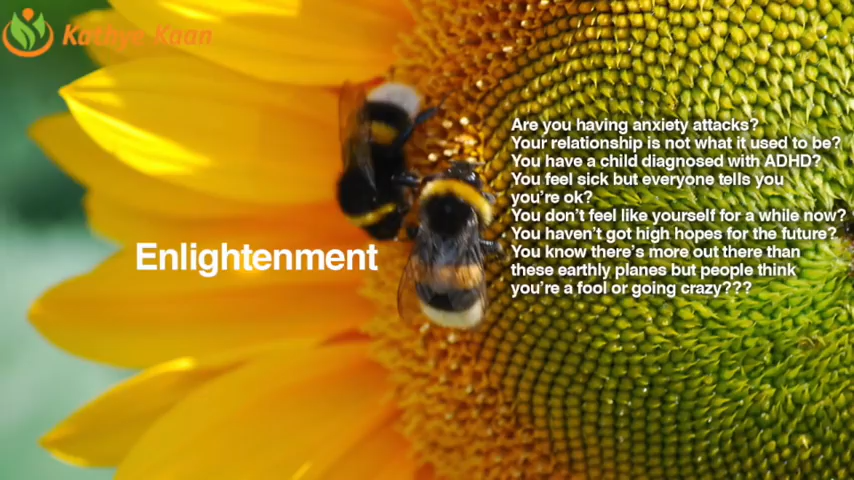 Kathye Kaan
Enlightenment
Are you having anxiety attacks?
Your relationship is not what it used to be?
You have a child diagnosed with ADHD?
You feel sick but everyone tells you
you're ok?
You don't feel like yourself for a while now?
You haven't got high hopes for the future?
You know there's more out there than
these earthly planes but people think
you're a fool or going crazy???